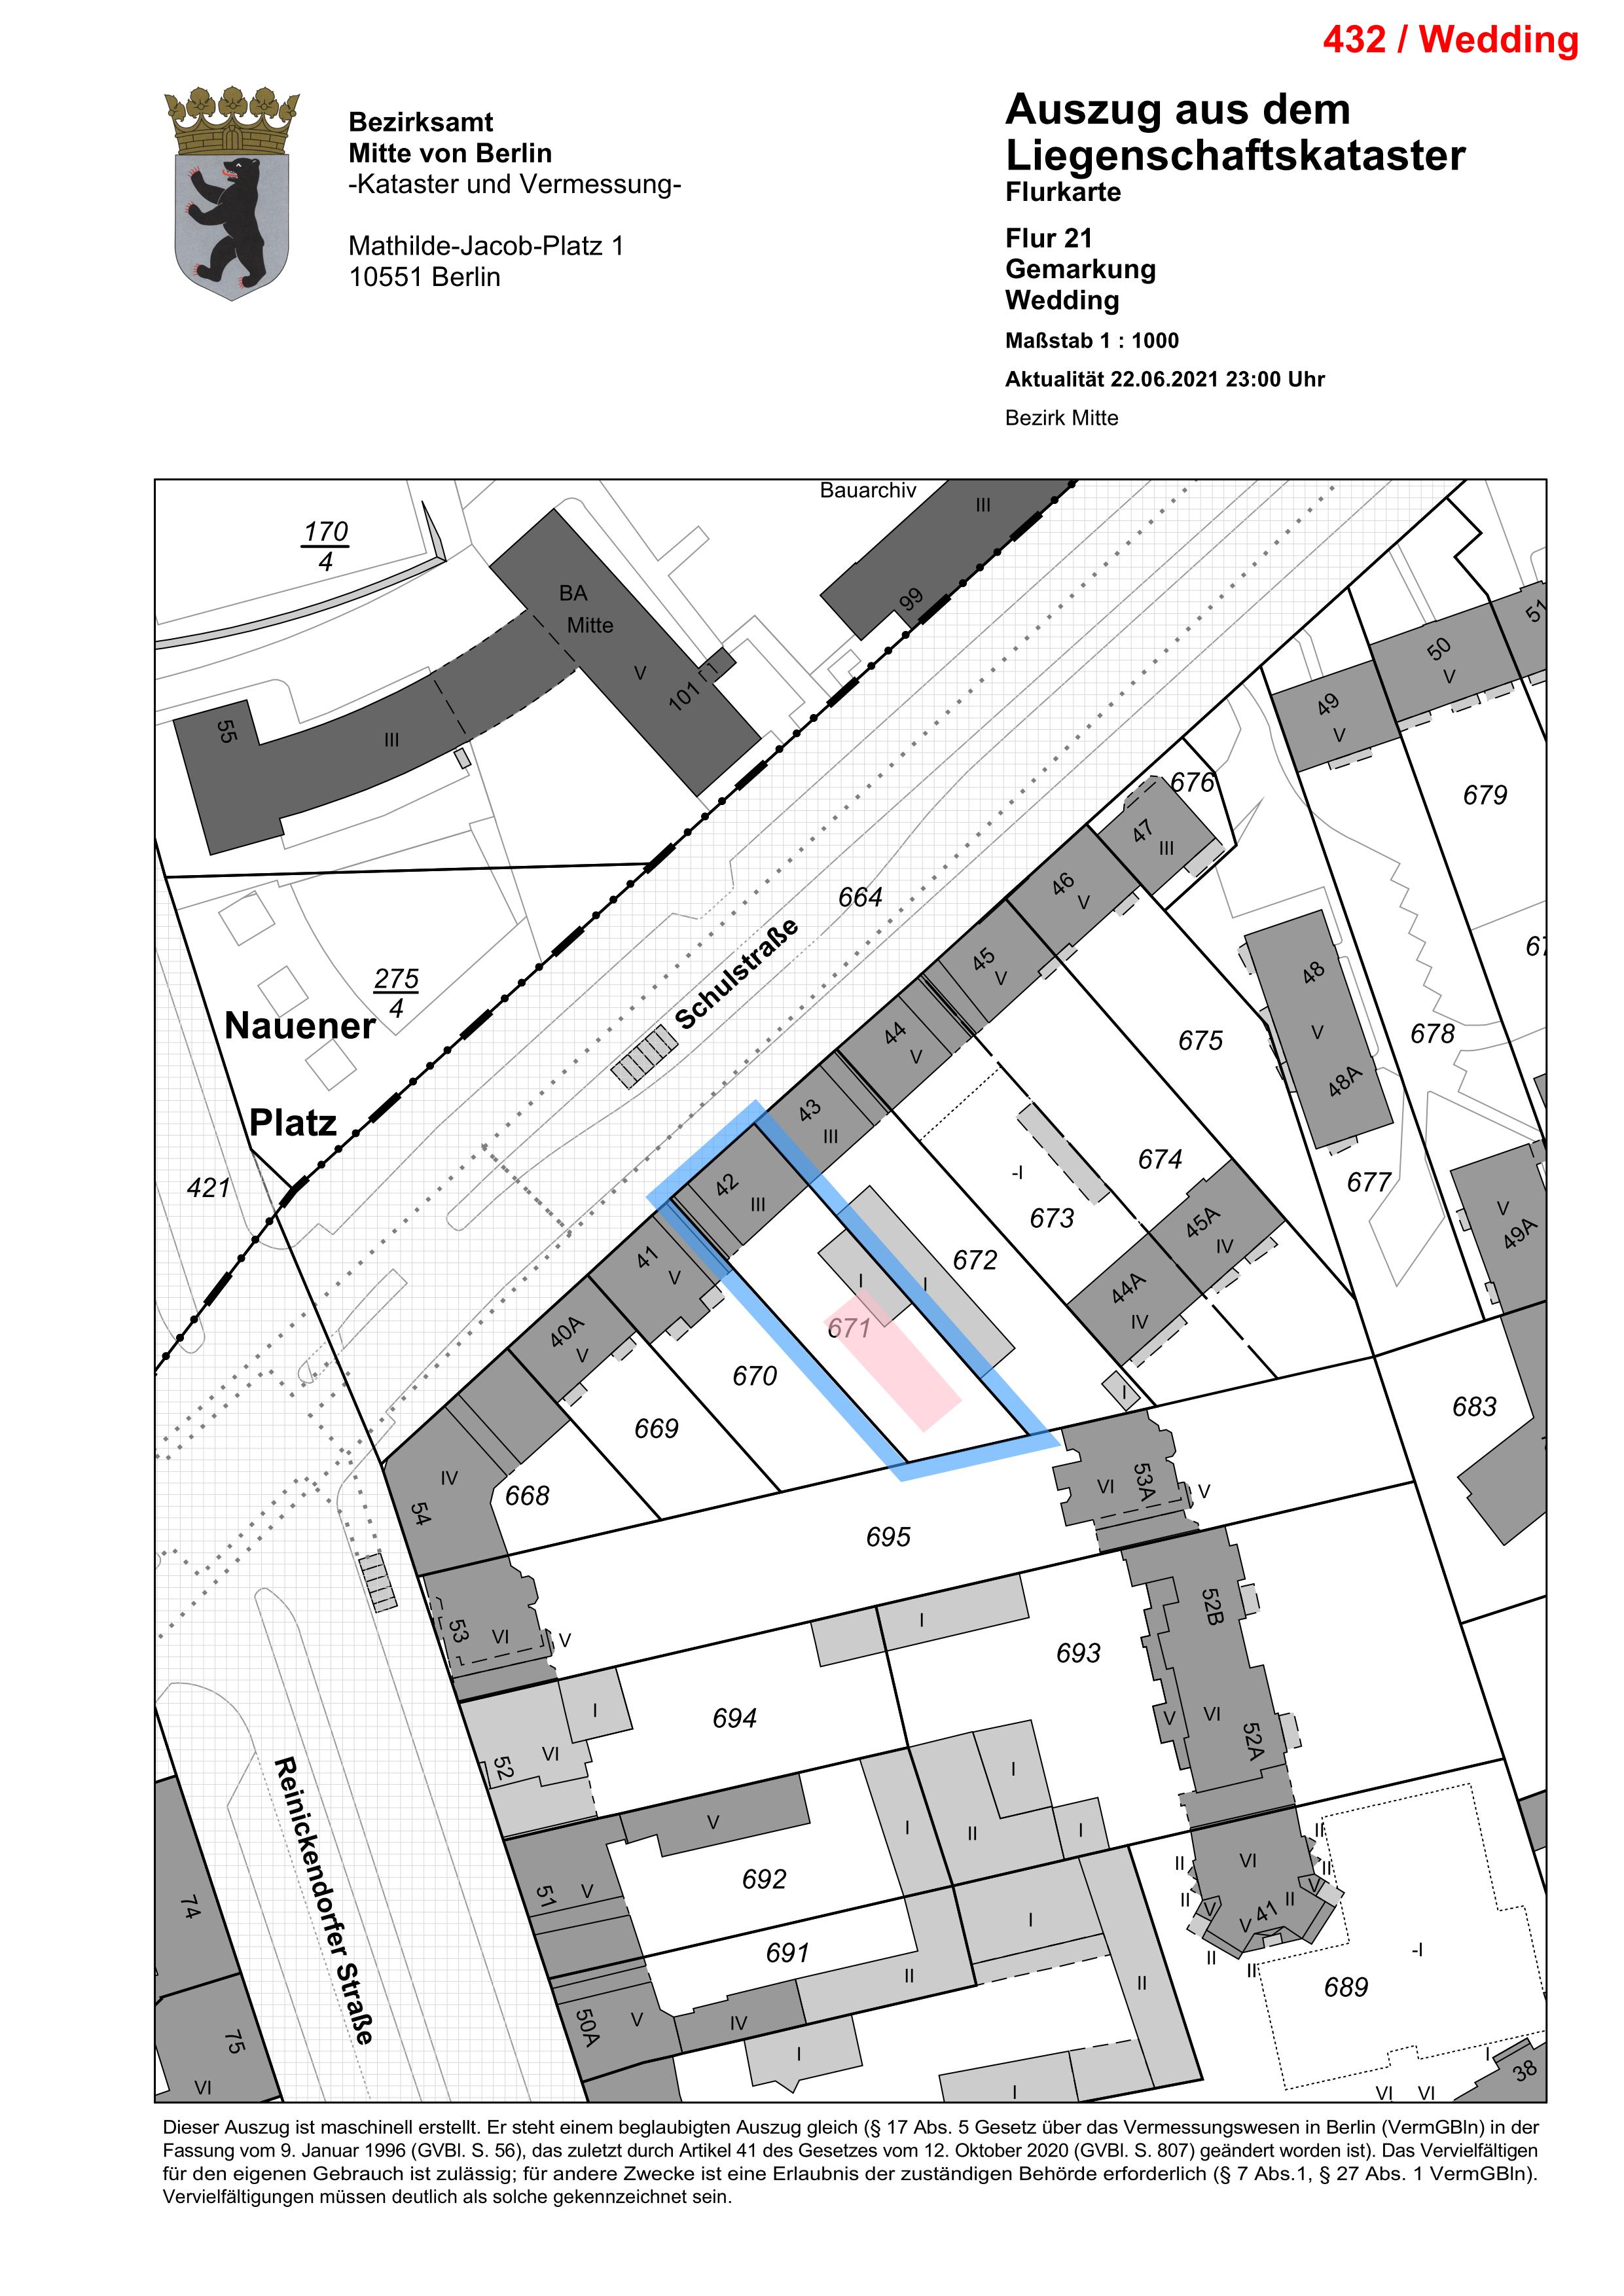 432 / Wedding
Bezirksamt
Mitte von Berlin
-Kataster und Vermessung-
Mathilde-Jacob-Platz 1
10551 Berlin
Auszug aus dem
Liegenschaftskataster
Flurkarte
Flur 21
Gemarkung
Wedding
Maßstab 1 : 1000
Aktualität 22.06.2021 23:00 Uhr
Bezirk Mitte
Bauarchiv
III
170
4
BA
Mitte
99
V
101
55
III
51
50
V
49
V
679
676
47
III
46
V
664
Schulstraße
45
V
48
V
48A
275
4
Nauener
Platz
44
V
675
678
43
III
674
677
421
42
III
-I
673
45A
IV
V
49A
41
V
672
I
I
44A
IV
671
40A
V
670
I
683
669
IV
54
668
VI
53A
V
695
53
VI
V
I
52B
693
694
I
VI
52
V
VI
52A
I
V
I
II
I
692
51
V
VI
II
II
II
II
V
V
V
41
II
II
II
691
I
II
II
-I
689
50A
V
IV
I
I
I
38
VI
VI
Reinickendorfer Straße
74
75
VI
Dieser Auszug ist maschinell erstellt. Er steht einem beglaubigten Auszug gleich (§ 17 Abs. 5 Gesetz über das Vermessungswesen in Berlin (VermGBln) in der
Fassung vom 9. Januar 1996 (GVBl. S. 56), das zuletzt durch Artikel 41 des Gesetzes vom 12. Oktober 2020 (GVBl. S. 807) geändert worden ist). Das Vervielfältigen
für den eigenen Gebrauch ist zulässig; für andere Zwecke ist eine Erlaubnis der zuständigen Behörde erforderlich (§ 7 Abs.1, § 27 Abs. 1 VermGBln).
Vervielfältigungen müssen deutlich als solche gekennzeichnet sein.